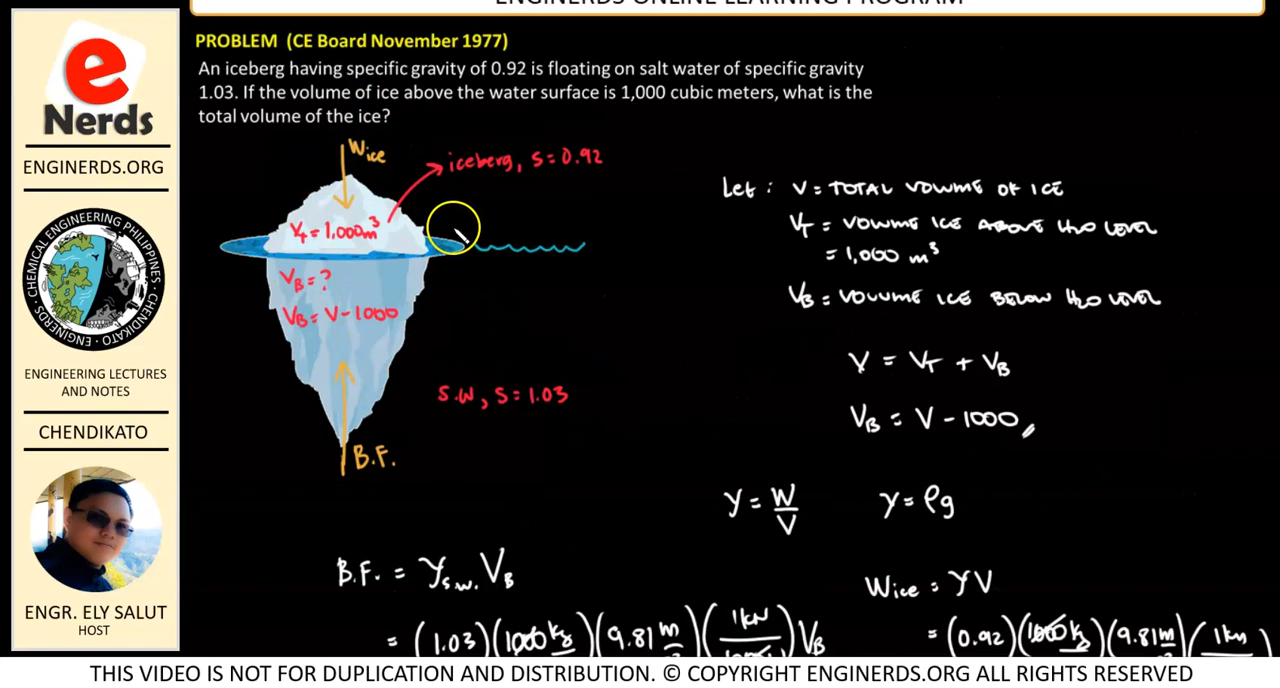 ENGINERDS ONLINE LEARNING PROGRAM
e
Nerds
ENGINERDS.ORG
CHEMICAL ENGINEERING PHILIPPINES
ENGINERDS • CHENDIKATO
ENGINEERING LECTURES
AND NOTES
CHENDIKATO
ENGR. ELY SALUT
HOST
PROBLEM (CE Board November 1977)
An iceberg having specific gravity of 0.92 is floating on salt water of specific gravity
1.03. If the volume of ice above the water surface is 1,000 cubic meters, what is the
total volume of the ice?
Wice
iceberg, S=0.92
VT = 1,000m³
VB = ?
VB = V - 1000
S.W, S = 1.03
B.F.
Let : V = TOTAL VOLUME OF ICE
VT = VOLUME ICE ABOVE H2O LEVEL
= 1,000 m³
VB = VOLUME ICE BELOW H2O LEVEL
V = VT + VB
VB = V - 1000
γ = W/V
γ = ρg
B.F. = γs.w. VB
= (1.03)(1000 kg)(9.81 m)(1kN) VB
Wice = γV
= (0.92)(1000 kg)(9.81 m)(1kN
THIS VIDEO IS NOT FOR DUPLICATION AND DISTRIBUTION. © COPYRIGHT ENGINERDS.ORG ALL RIGHTS RESERVED